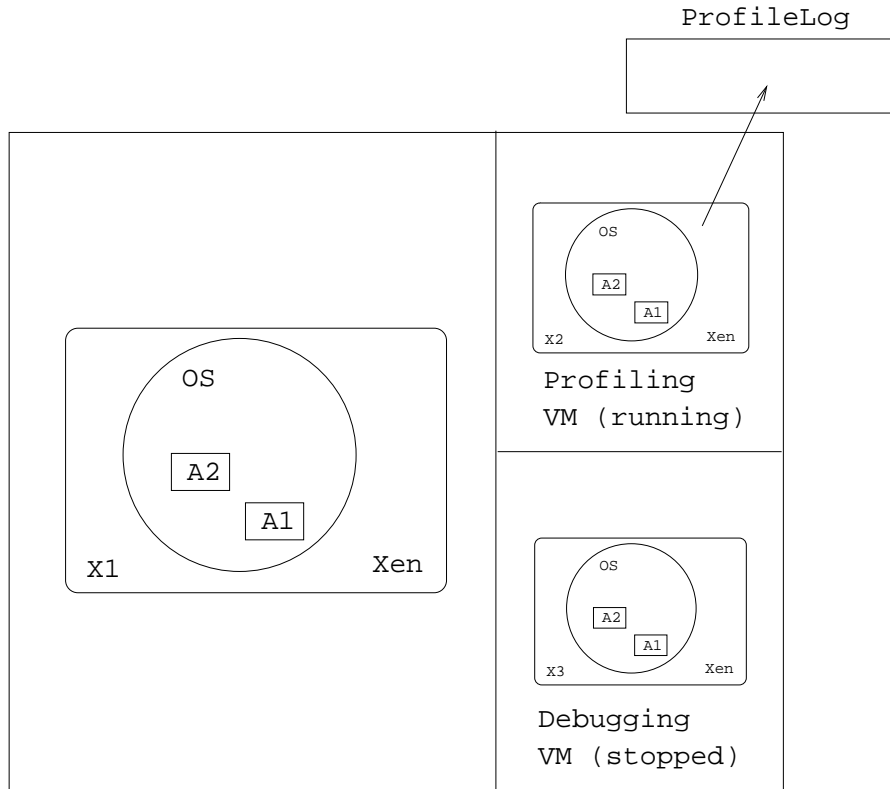 ProfileLog
OS
A2
A1
X2
Xen
Profiling
VM (running)
OS
A2
A1
X1
Xen
OS
A2
A1
X3
Xen
Debugging
VM (stopped)